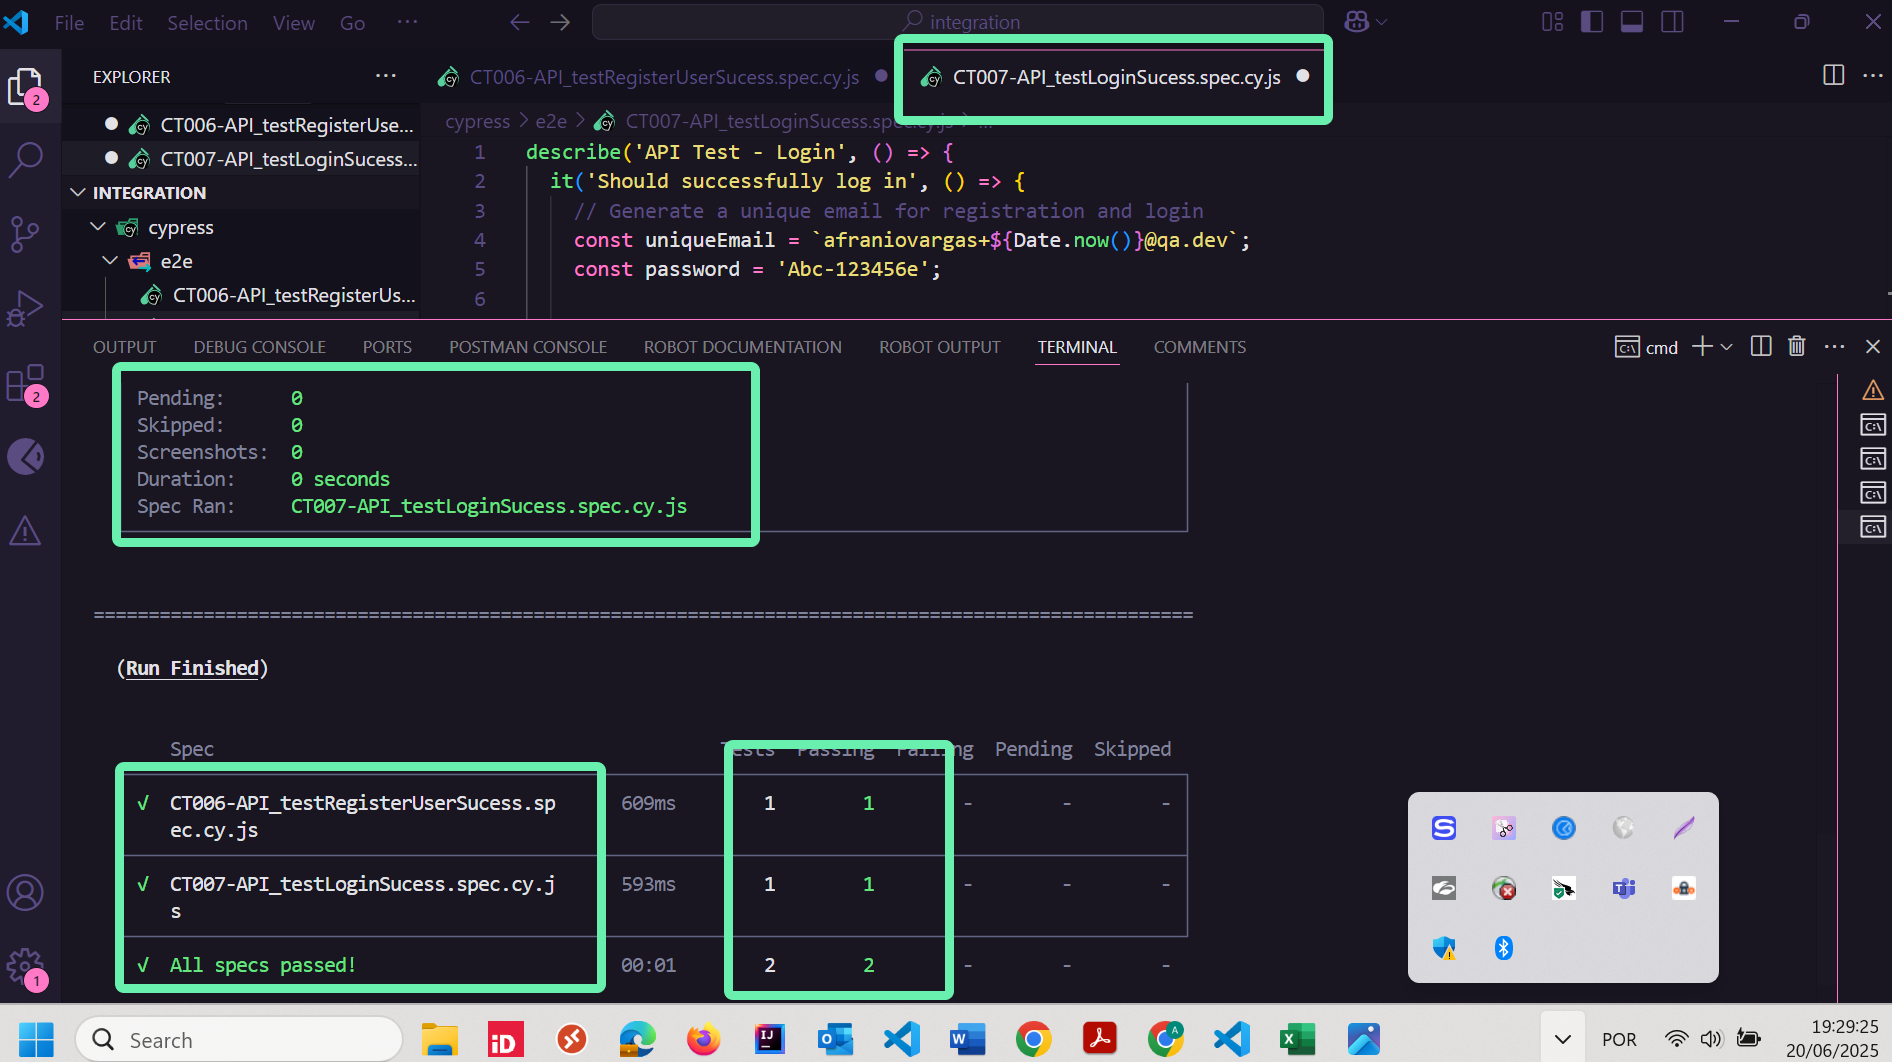 File Edit Selection View Go ···
integration
EXPLORER ···
CT006-API_testRegisterUserSucess.spec.cy.js
CT007-API_testLoginSucess.spec.cy.js
2
CT006-API_testRegisterUse...
CT007-API_testLoginSucess...
INTEGRATION
cypress
e2e
CT006-API_testRegisterUs...
cypress > e2e > CT007-API_testLoginSucess.spec.cy.js > ...
1 describe('API Test - Login', () => {
2 it('Should successfully log in', () => {
3 // Generate a unique email for registration and login
4 const uniqueEmail = `afraniovargas+${Date.now()}@qa.dev`;
5 const password = 'Abc-123456e';
6
2
OUTPUT DEBUG CONSOLE PORTS POSTMAN CONSOLE ROBOT DOCUMENTATION ROBOT OUTPUT TERMINAL COMMENTS
cmd
Pending: 0
Skipped: 0
Screenshots: 0
Duration: 0 seconds
Spec Ran: CT007-API_testLoginSucess.spec.cy.js
====================================================================================================
(Run Finished)
Spec Tests Passing Failing Pending Skipped
√ CT006-API_testRegisterUserSucess.sp 609ms 1 1 - - -
ec.cy.js
√ CT007-API_testLoginSucess.spec.cy.j 593ms 1 1 - - -
s
√ All specs passed! 00:01 2 2 - - -
1
Search
POR
19:29:25
20/06/2025